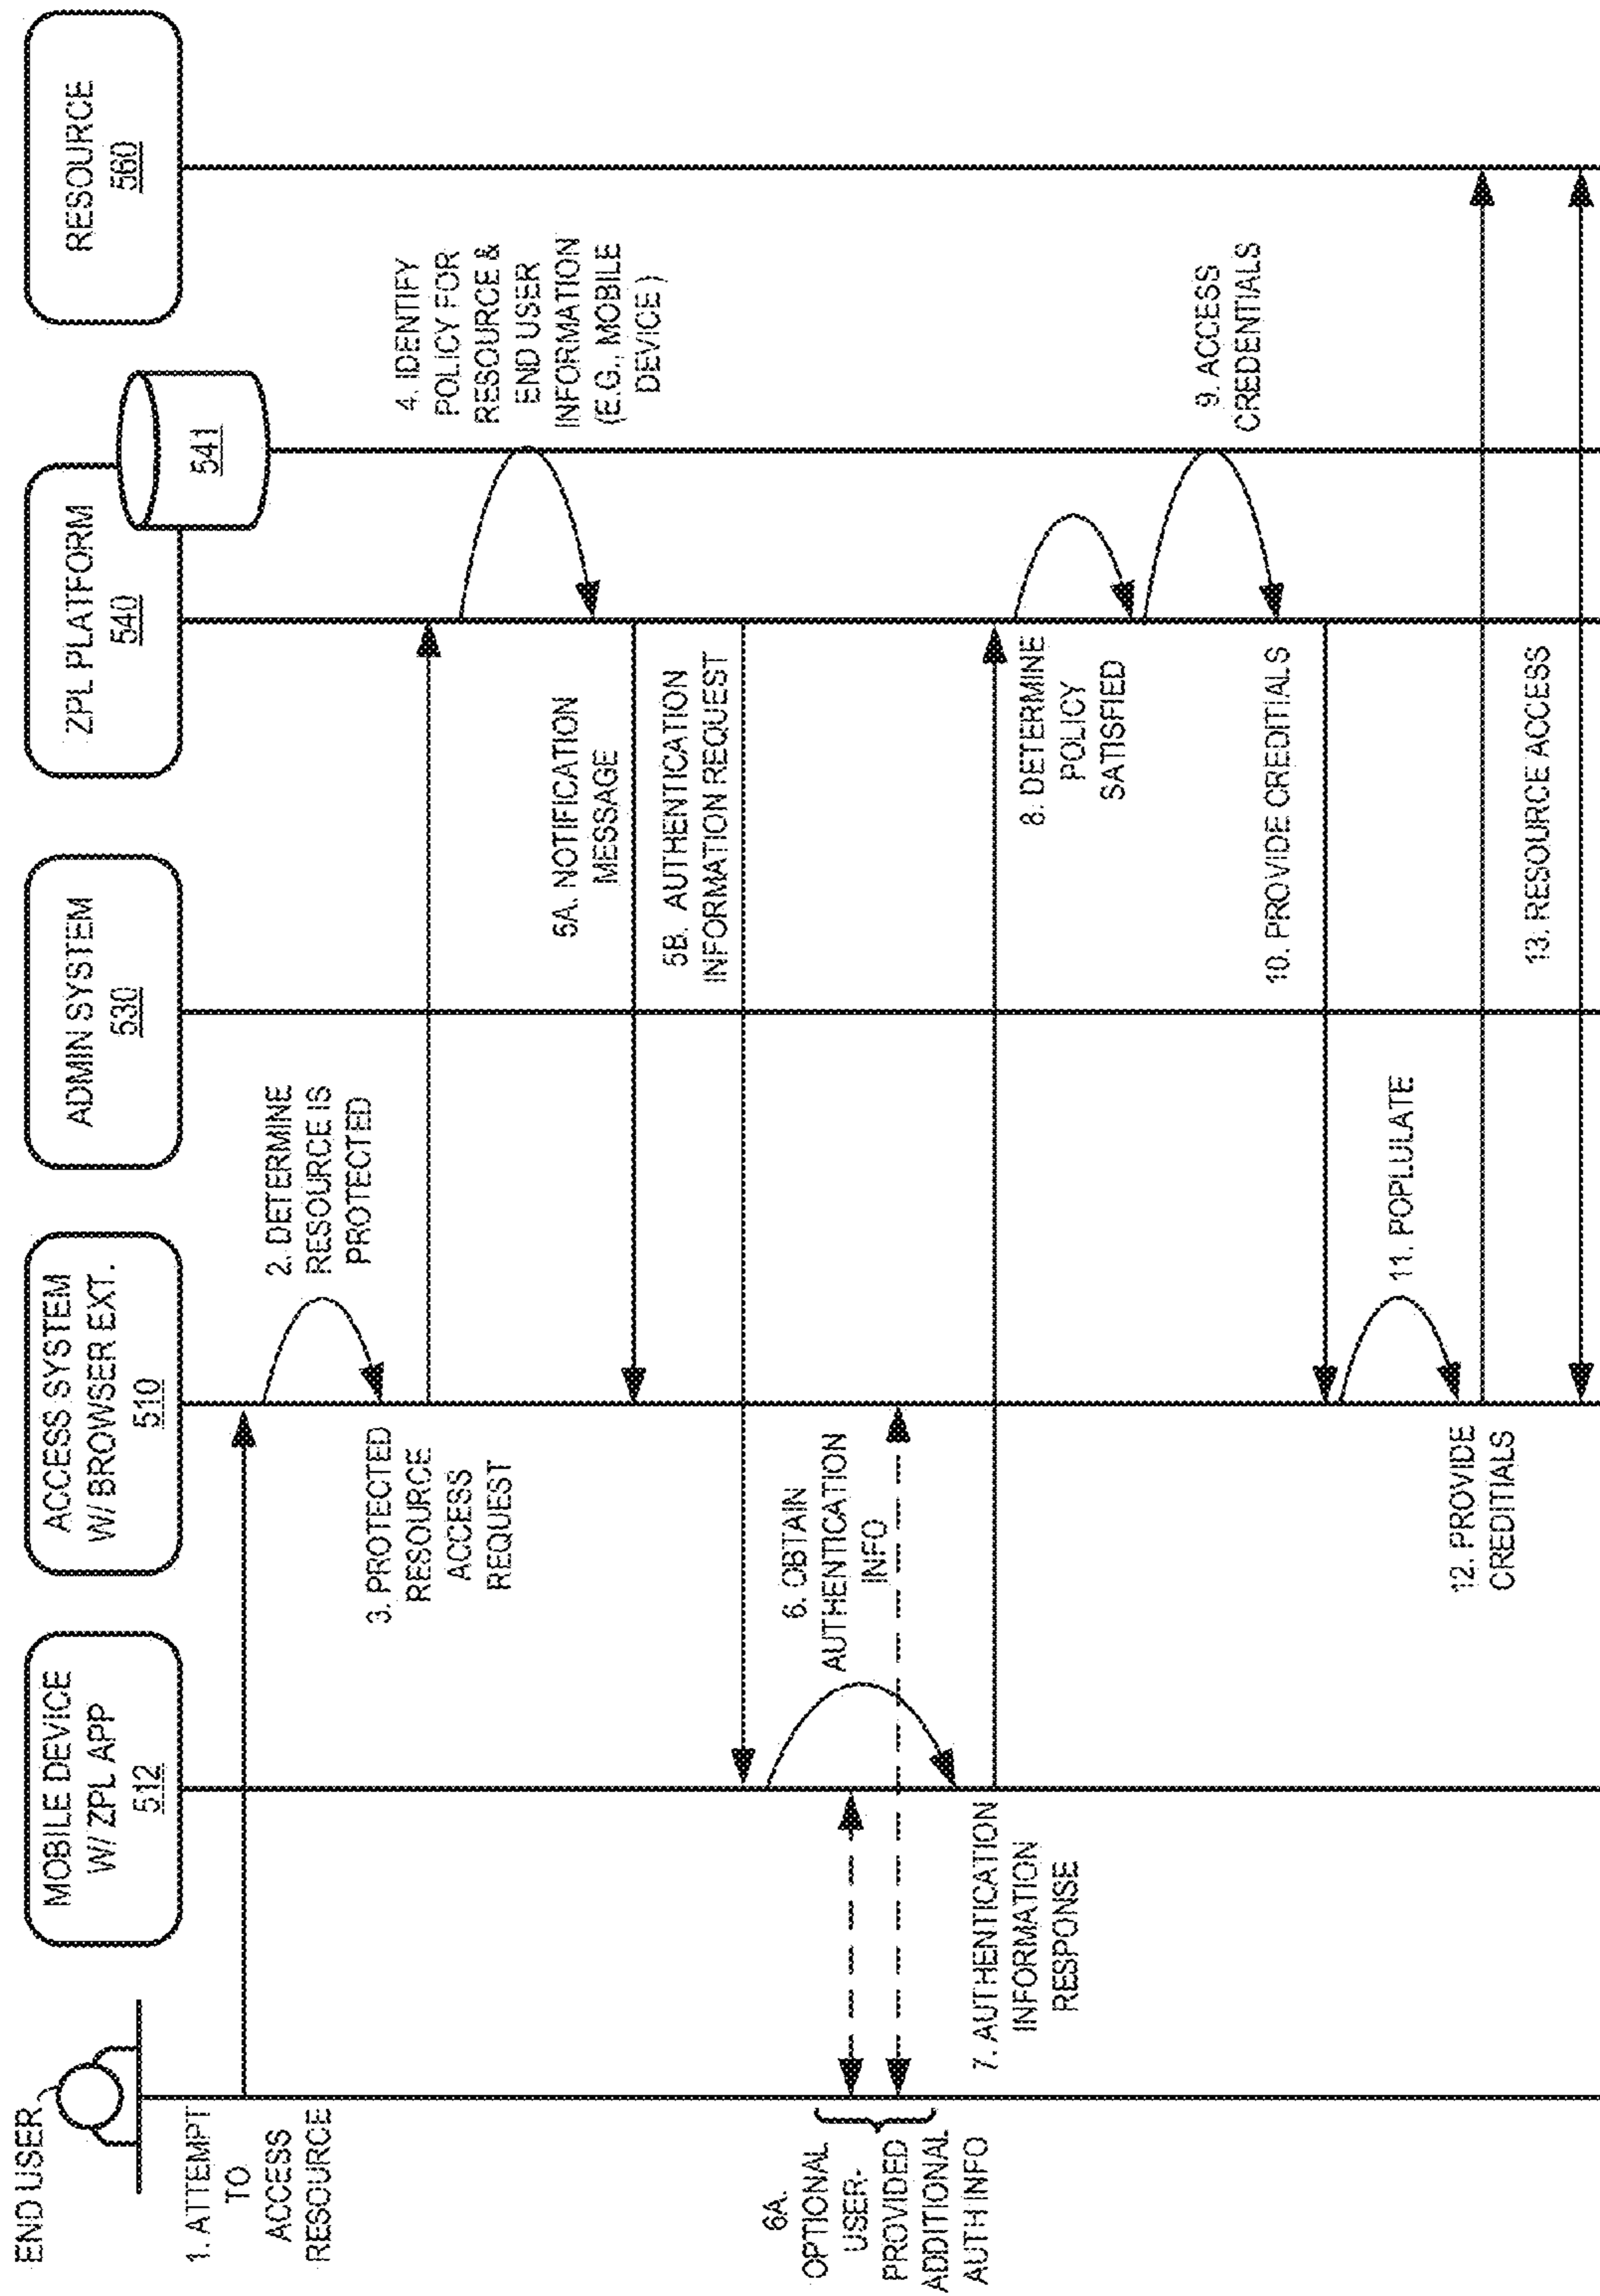 END USER
MOBILE DEVICE
W/ ZPL APP
512
ACCESS SYSTEM
W/ BROWSER EXT.
510
ADMIN SYSTEM
530
ZPL PLATFORM
540
541
RESOURCE
560
1. ATTEMPT
TO
ACCESS
RESOURCE
2. DETERMINE
RESOURCE IS
PROTECTED
3. PROTECTED
RESOURCE
ACCESS
REQUEST
4. IDENTIFY
POLICY FOR
RESOURCE &
END USER
INFORMATION
(E.G., MOBILE
DEVICE )
5A. NOTIFICATION
MESSAGE
5B. AUTHENTICATION
INFORMATION REQUEST
6. OBTAIN
AUTHENTICATION
INFO
6A.
OPTIONAL
USER-
PROVIDED
ADDITIONAL
AUTH INFO
7. AUTHENTICATION
INFORMATION
RESPONSE
8. DETERMINE
POLICY
SATISFIED
9. ACCESS
CREDENTIALS
10. PROVIDE CREDITIALS
11. POPLULATE
12. PROVIDE
CREDITIALS
13. RESOURCE ACCESS